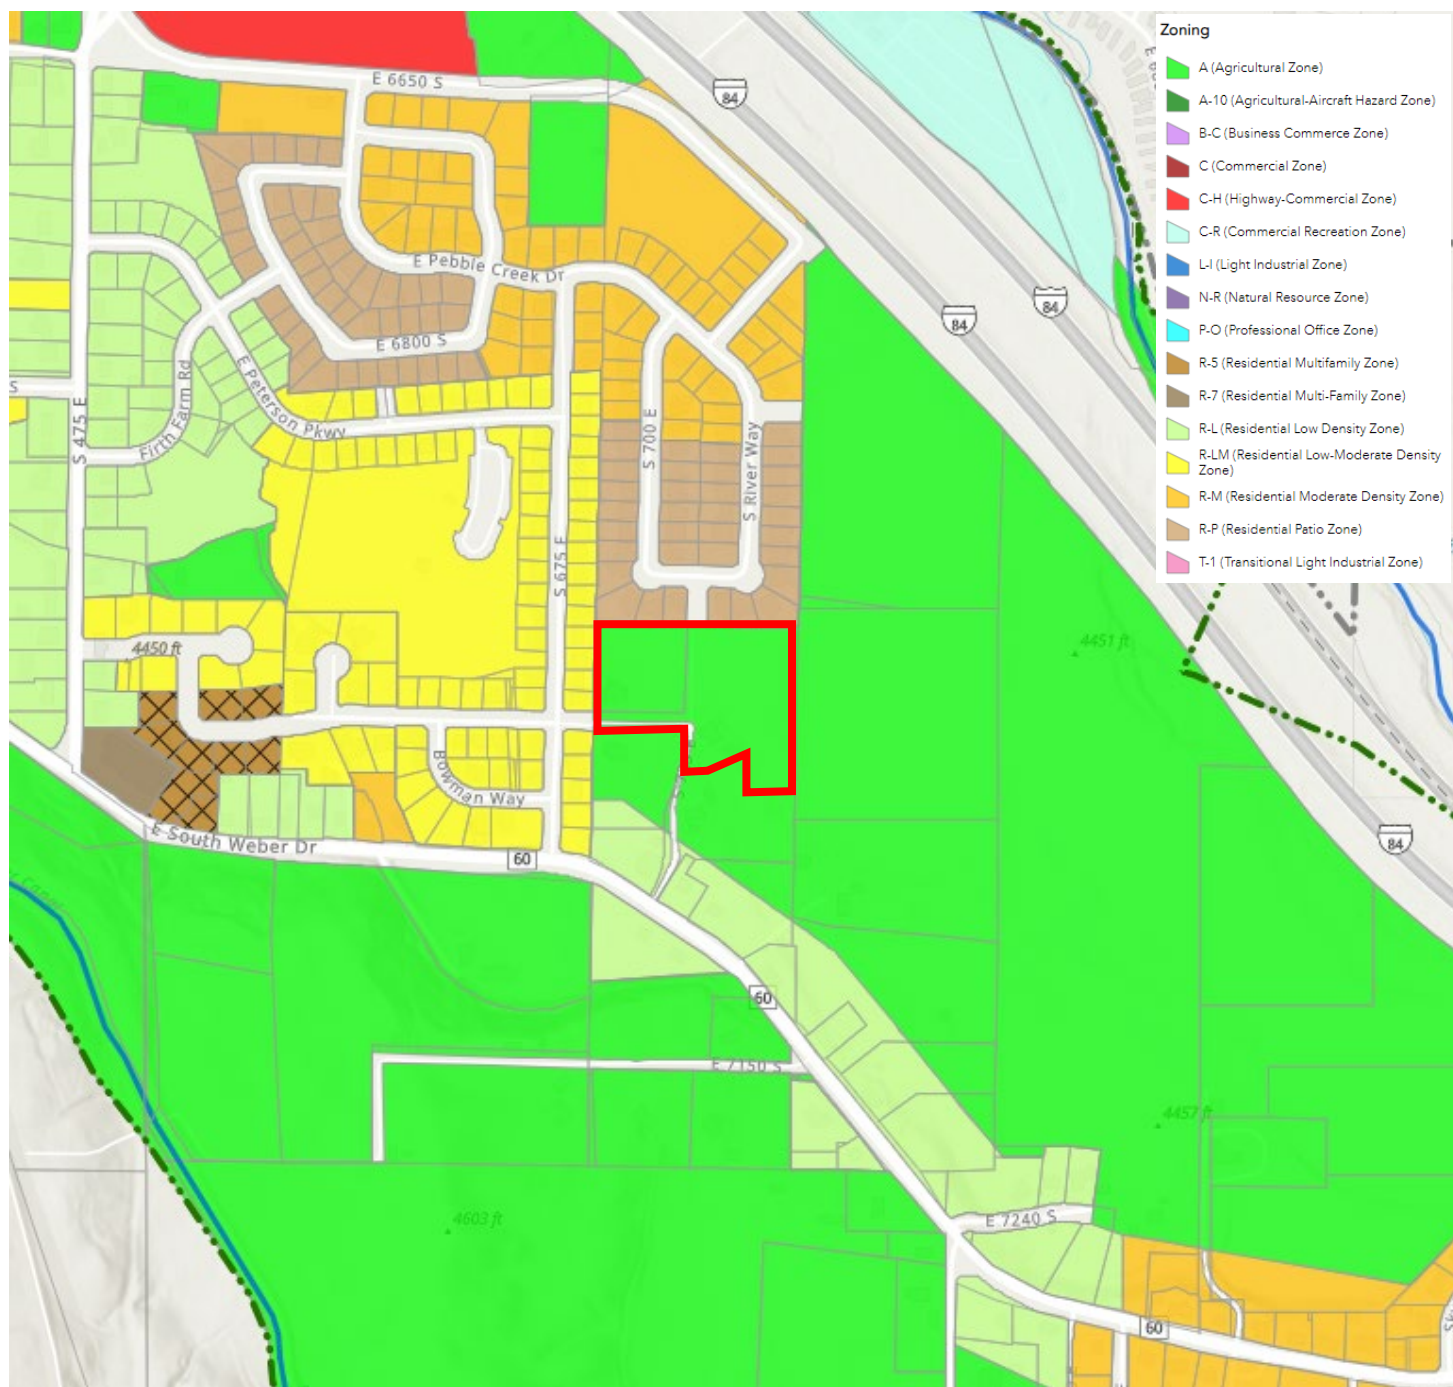 Zoning
A (Agricultural Zone)
A-10 (Agricultural-Aircraft Hazard Zone)
B-C (Business Commerce Zone)
C (Commercial Zone)
C-H (Highway-Commercial Zone)
C-R (Commercial Recreation Zone)
L-I (Light Industrial Zone)
N-R (Natural Resource Zone)
P-O (Professional Office Zone)
R-5 (Residential Multifamily Zone)
R-7 (Residential Multi-Family Zone)
R-L (Residential Low Density Zone)
R-LM (Residential Low-Moderate Density
Zone)
R-M (Residential Moderate Density Zone)
R-P (Residential Patio Zone)
T-1 (Transitional Light Industrial Zone)
E 6650 S
84
E Pebble Creek Dr
84
84
E 6800 S
S
S 475 E
Firth Farm Rd
E Peterson Pkwy
S 700 E
S River Way
S 675 E
4450 ft
4451 ft
Bowman Way
E South Weber Dr
60
84
60
E 7150 S
4457 ft
4603 ft
E 7240 S
60